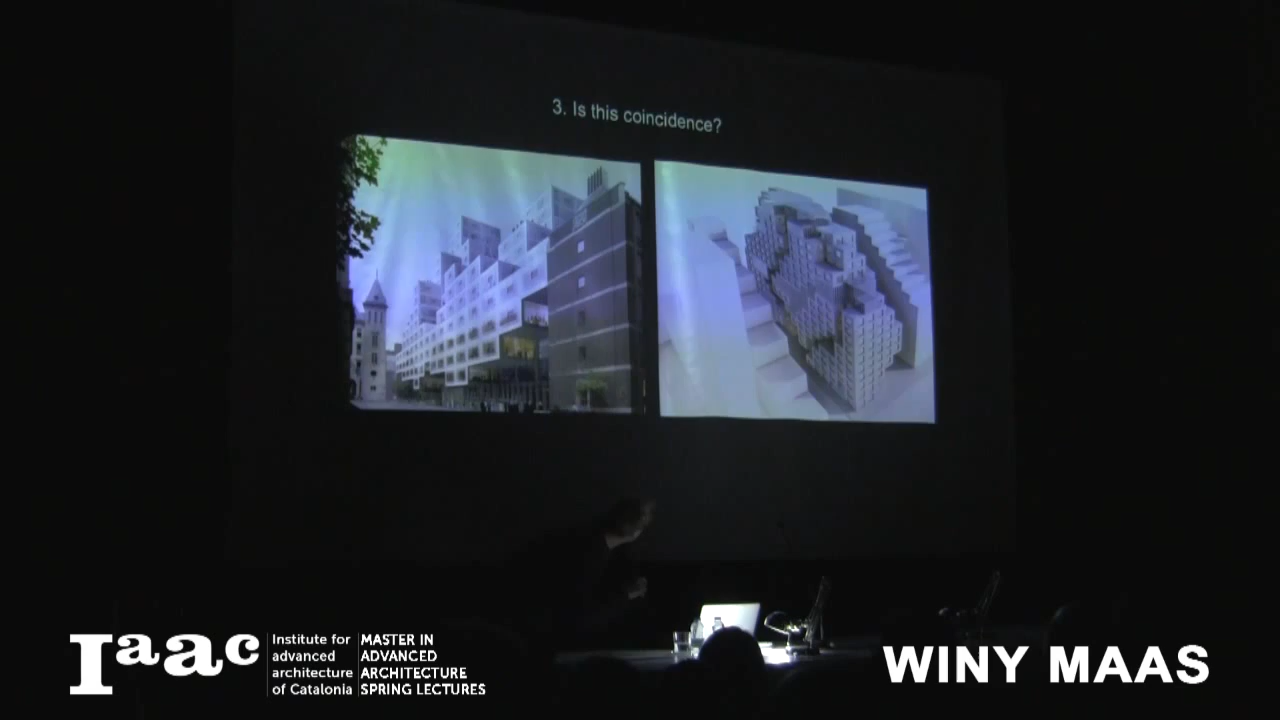 3. Is this coincidence?
Iaac
Institute for
advanced
architecture
of Catalonia
MASTER IN
ADVANCED
ARCHITECTURE
SPRING LECTURES
WINY MAAS